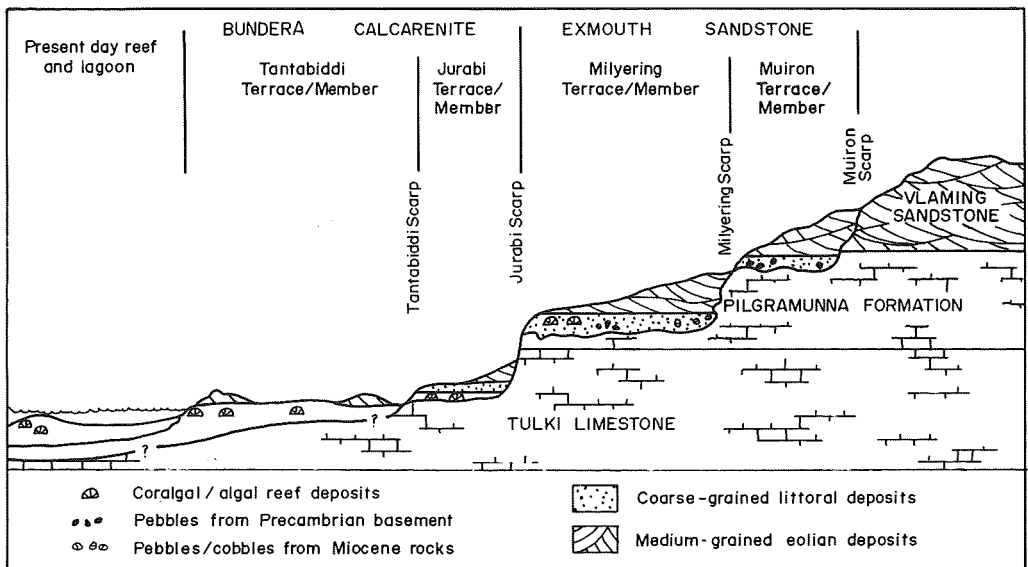 BUNDERA CALCARENITE EXMOUTH SANDSTONE
Present day reef
and lagoon
Tantabiddi
Terrace/Member
Jurabi
Terrace/
Member
Milyering
Terrace/Member
Muiron
Terrace/
Member
Tantabiddi Scarp
Jurabi Scarp
Milyering Scarp
Muiron
Scarp
VLAMING
SANDSTONE
PILGRAMUNNA FORMATION
TULKI LIMESTONE
?
?
Coralgal / algal reef deposits
Pebbles from Precambrian basement
Pebbles/cobbles from Miocene rocks
Coarse-grained littoral deposits
Medium-grained eolian deposits